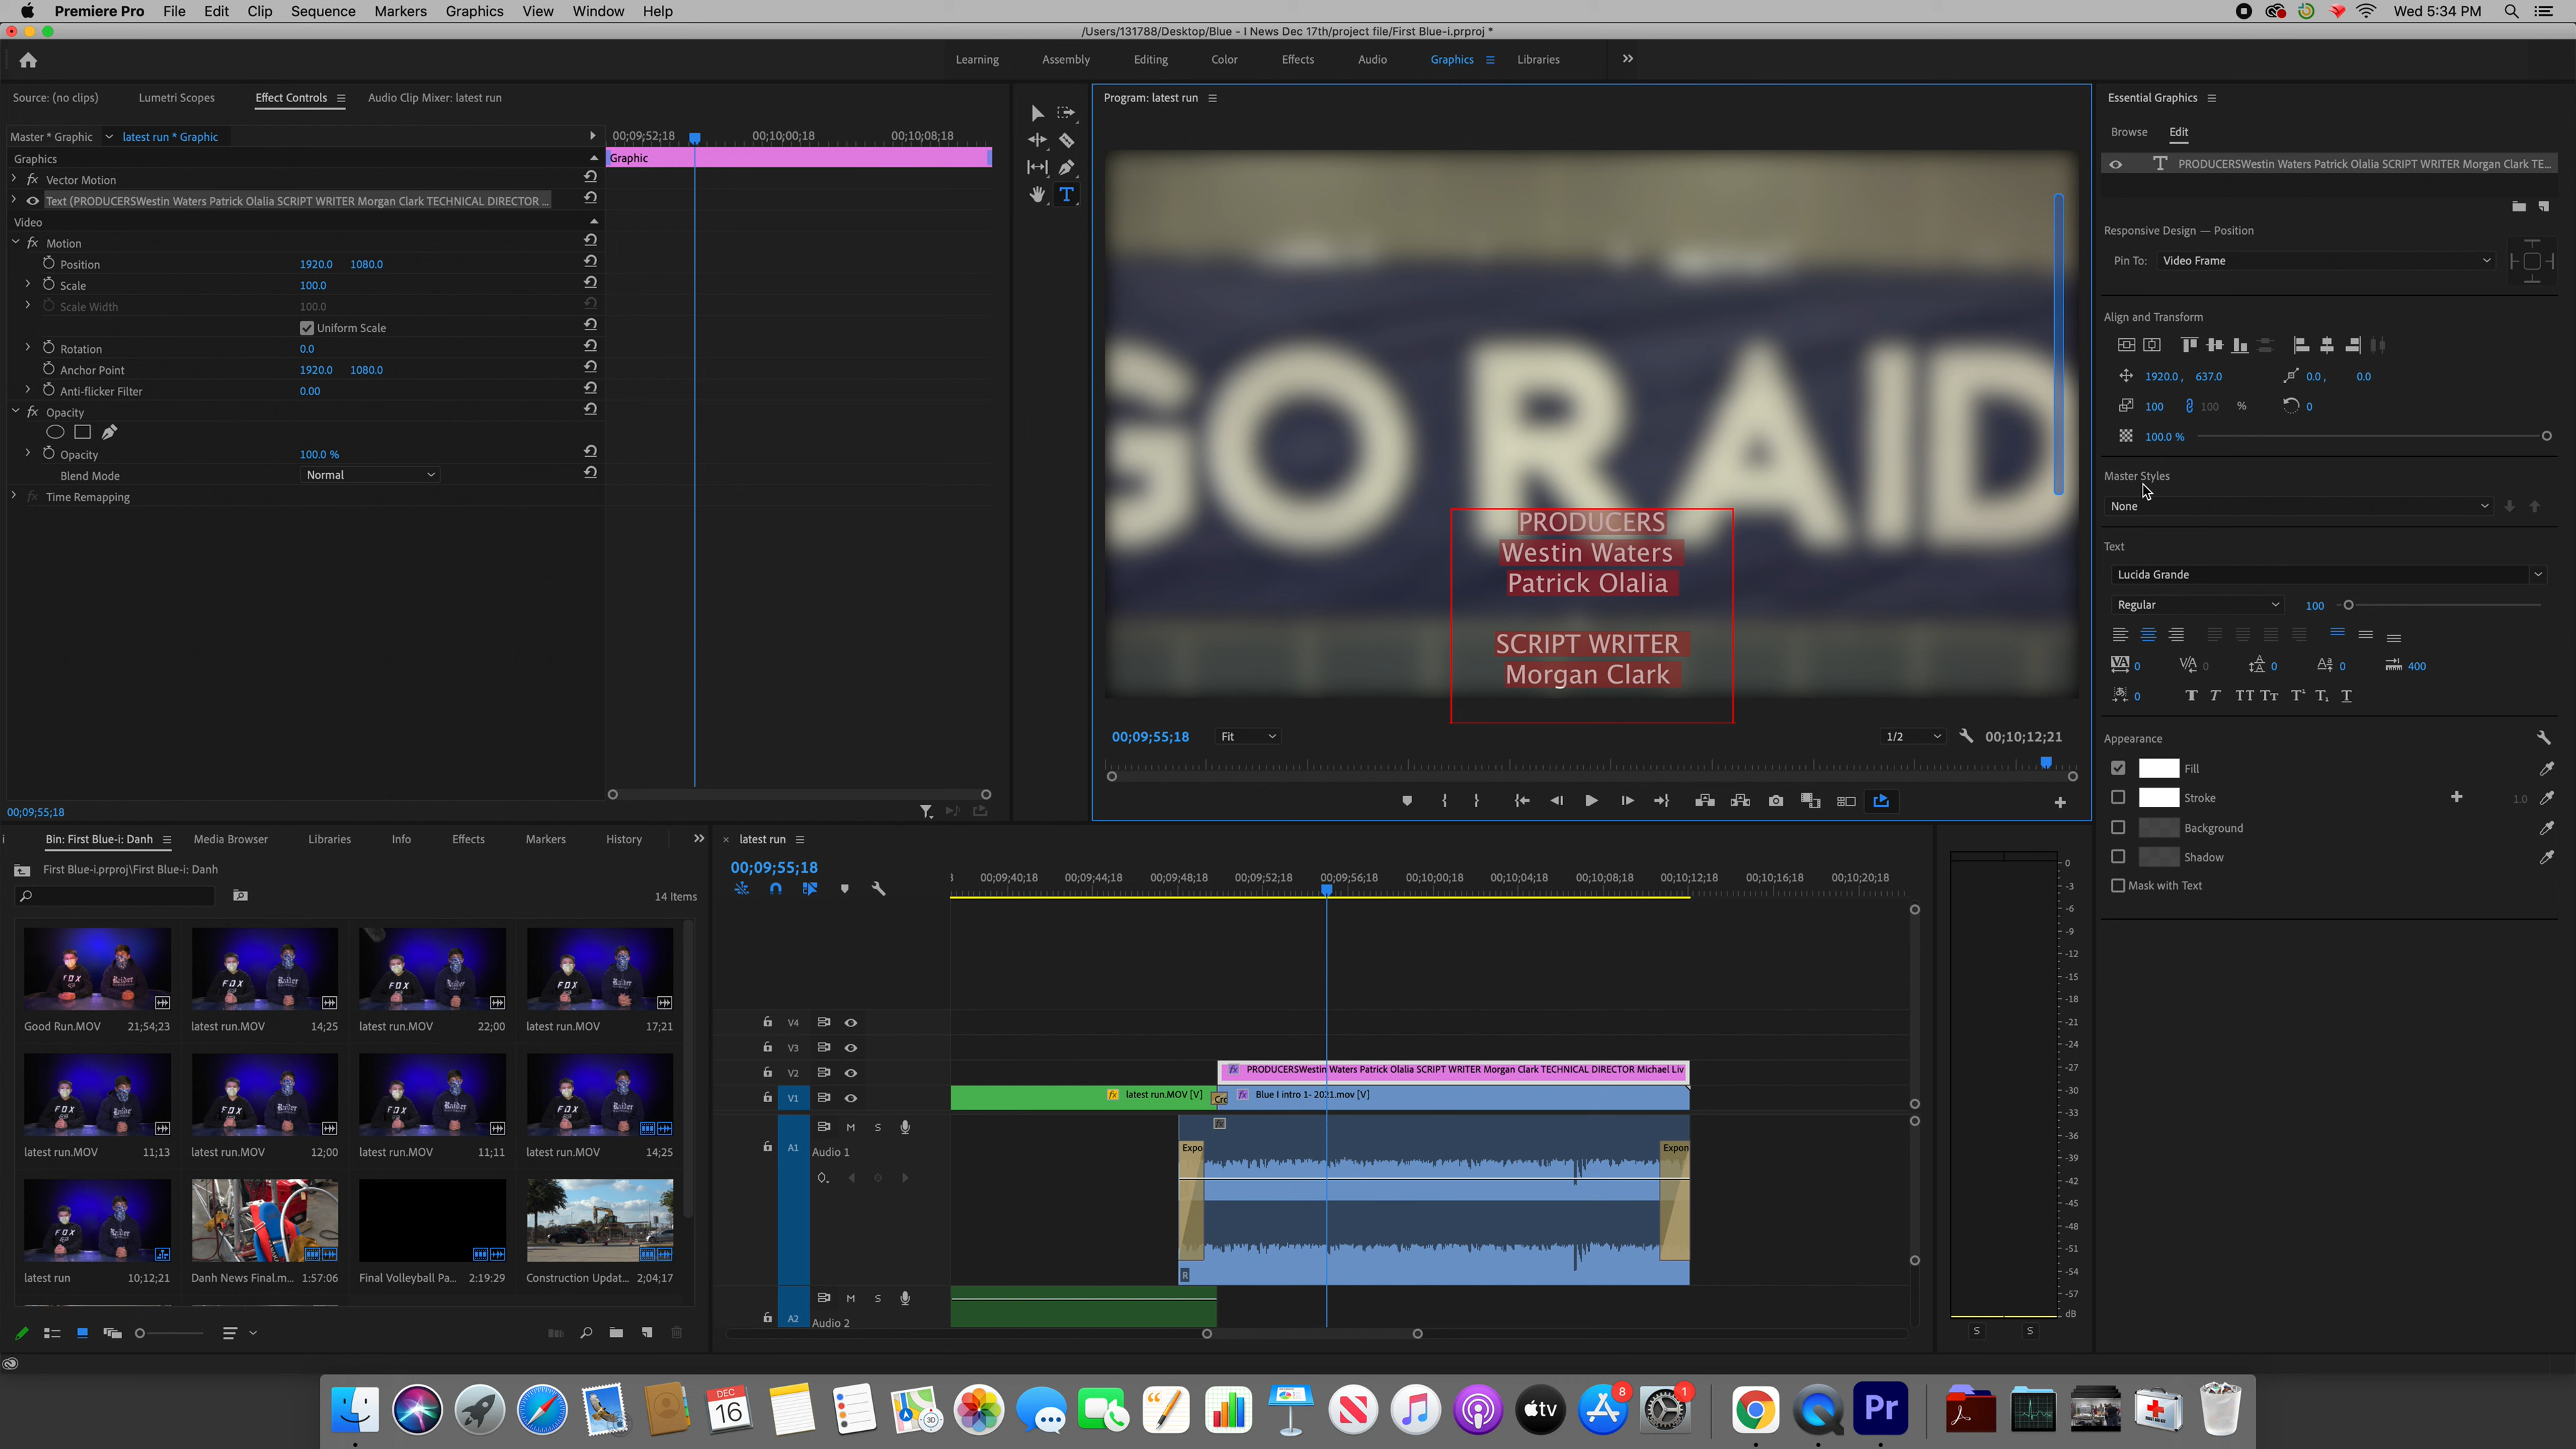 Premiere Pro File Edit Clip Sequence Markers Graphics View Window Help Wed 5:34 PM
/Users/131788/Desktop/Blue - I News Dec 17th/project file/First Blue-i.prproj *
Learning Assembly Editing Color Effects Audio Graphics Libraries
Source: (no clips) Lumetri Scopes Effect Controls Audio Clip Mixer: latest run
Master * Graphic latest run * Graphic
00;09;52;18 00;10;00;18 00;10;08;18
Graphics
Graphic
Vector Motion
Text (PRODUCERSWestin Waters Patrick Olalia SCRIPT WRITER Morgan Clark TECHNICAL DIRECTOR ...
Video
Motion
Position 1920.0 1080.0
Scale 100.0
Scale Width 100.0
Uniform Scale
Rotation 0.0
Anchor Point 1920.0 1080.0
Anti-flicker Filter 0.00
Opacity
Opacity 100.0 %
Blend Mode Normal
Time Remapping
00;09;55;18
Program: latest run
GO RAID
PRODUCERS
Westin Waters
Patrick Olalia
SCRIPT WRITER
Morgan Clark
00;09;55;18 Fit 1/2 00;10;12;21
Essential Graphics
Browse Edit
PRODUCERSWestin Waters Patrick Olalia SCRIPT WRITER Morgan Clark TE...
Responsive Design — Position
Pin To: Video Frame
Align and Transform
1920.0 , 637.0 0.0 , 0.0
100 100 % 0
100.0 %
Master Styles
None
Text
Lucida Grande
Regular 100
0 0 0 0 400
0
Appearance
Fill
Stroke 1.0
Background
Shadow
Mask with Text
Bin: First Blue-i: Danh Media Browser Libraries Info Effects Markers History
First Blue-i.prproj\First Blue-i: Danh
14 Items
Good Run.MOV 21;54;23 latest run.MOV 14;25 latest run.MOV 22;00 latest run.MOV 17;21
latest run.MOV 11;13 latest run.MOV 12;00 latest run.MOV 11;11 latest run.MOV 14;25
latest run 10;12;21 Danh News Final.m... 1:57:06 Final Volleyball Pa... 2:19:29 Construction Updat... 2;04;17
latest run
00;09;55;18
00;09;40;18 00;09;44;18 00;09;48;18 00;09;52;18 00;09;56;18 00;10;00;18 00;10;04;18 00;10;08;18 00;10;12;18 00;10;16;18 00;10;20;18
V4
V3
V2 PRODUCERSWestin Waters Patrick Olalia SCRIPT WRITER Morgan Clark TECHNICAL DIRECTOR Michael Liv
V1 latest run.MOV [V] Cro Blue I intro 1- 2021.mov [V]
M S
A1 Audio 1 Expo Expon
R
M S
A2 Audio 2
0
-3
-6
-9
-12
-15
-18
-21
-24
-27
-30
-33
-36
-39
-42
-45
-48
-51
-54
-57
dB
S S
DEC
16
3D
tv
8
1
Pr